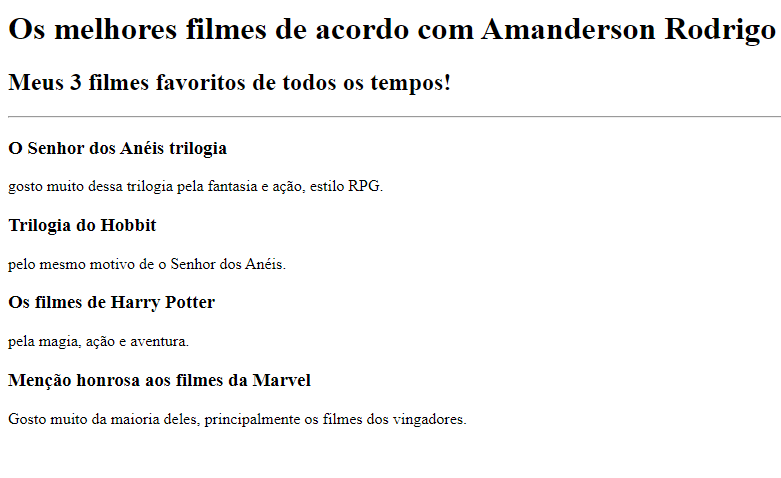 Os melhores filmes de acordo com Amanderson Rodrigo
Meus 3 filmes favoritos de todos os tempos!
O Senhor dos Anéis trilogia
gosto muito dessa trilogia pela fantasia e ação, estilo RPG.
Trilogia do Hobbit
pelo mesmo motivo de o Senhor dos Anéis.
Os filmes de Harry Potter
pela magia, ação e aventura.
Menção honrosa aos filmes da Marvel
Gosto muito da maioria deles, principalmente os filmes dos vingadores.